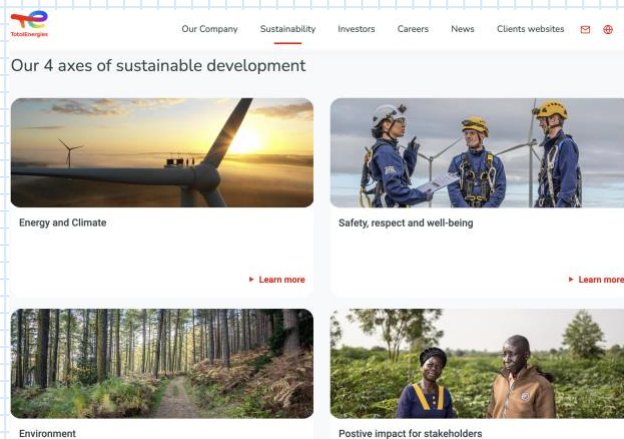 TotalEnergies
Our Company Sustainability Investors Careers News Clients websites
Our 4 axes of sustainable development
Energy and Climate
Safety, respect and well-being
Learn more
Learn more
Environment
Postive impact for stakeholders